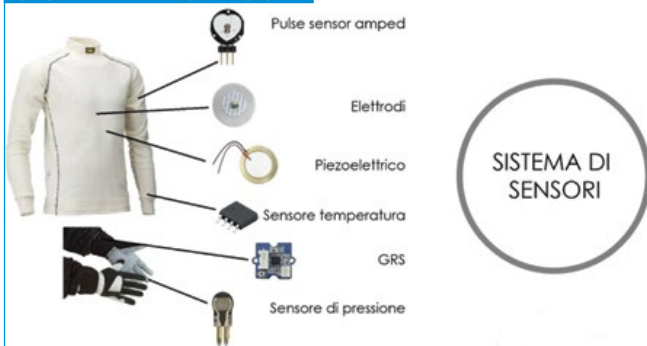 Pulse sensor amped
Elettrodi
Piezoelettrico
Sensore temperatura
GRS
Sensore di pressione
SISTEMA DI
SENSORI